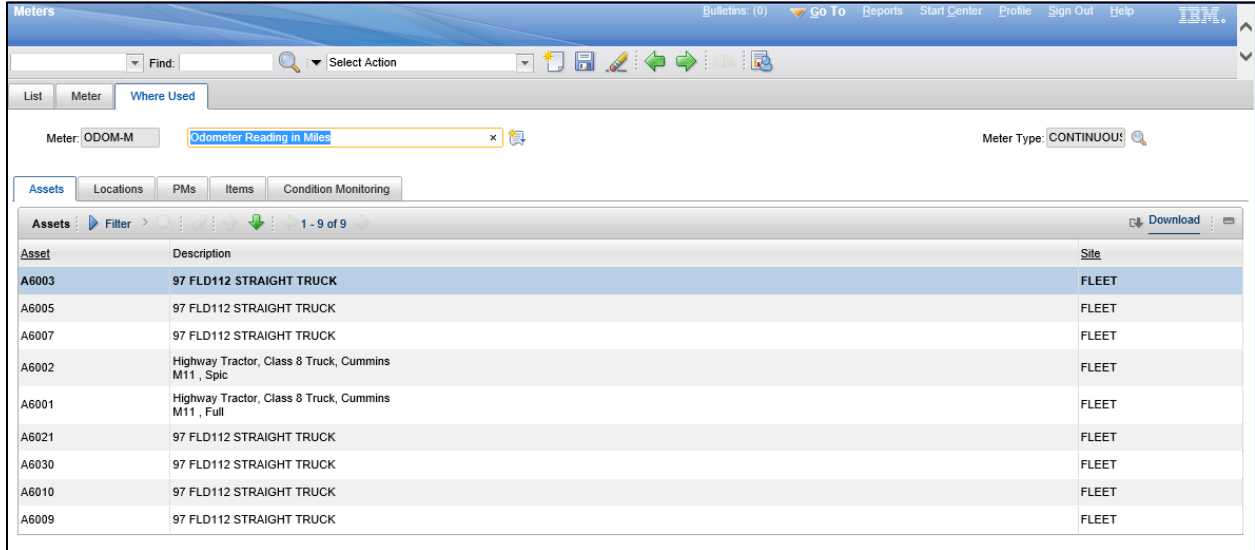 Meters Bulletins: (0) Go To Reports Start Center Profile Sign Out Help IBM.
Find: Select Action
List Meter Where Used
Meter: ODOM-M Odometer Reading in Miles × Meter Type: CONTINUOUS
Assets Locations PMs Items Condition Monitoring
Assets Filter 1 - 9 of 9 Download
Asset Description Site
A6003 97 FLD112 STRAIGHT TRUCK FLEET
A6005 97 FLD112 STRAIGHT TRUCK FLEET
A6007 97 FLD112 STRAIGHT TRUCK FLEET
A6002 Highway Tractor, Class 8 Truck, Cummins FLEET
M11 , Spic
A6001 Highway Tractor, Class 8 Truck, Cummins FLEET
M11 , Full
A6021 97 FLD112 STRAIGHT TRUCK FLEET
A6030 97 FLD112 STRAIGHT TRUCK FLEET
A6010 97 FLD112 STRAIGHT TRUCK FLEET
A6009 97 FLD112 STRAIGHT TRUCK FLEET